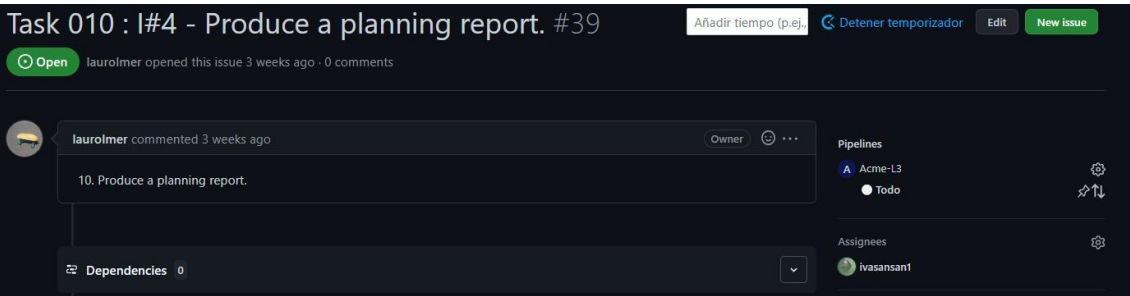 Task 010 : I#4 - Produce a planning report. #39
Añadir tiempo (p.ej.,
Detener temporizador
Edit
New issue
Open
laurolmer opened this issue 3 weeks ago · 0 comments
laurolmer commented 3 weeks ago
Owner
10. Produce a planning report.
Dependencies 0
Pipelines
A Acme-L3
Todo
Assignees
ivasansan1